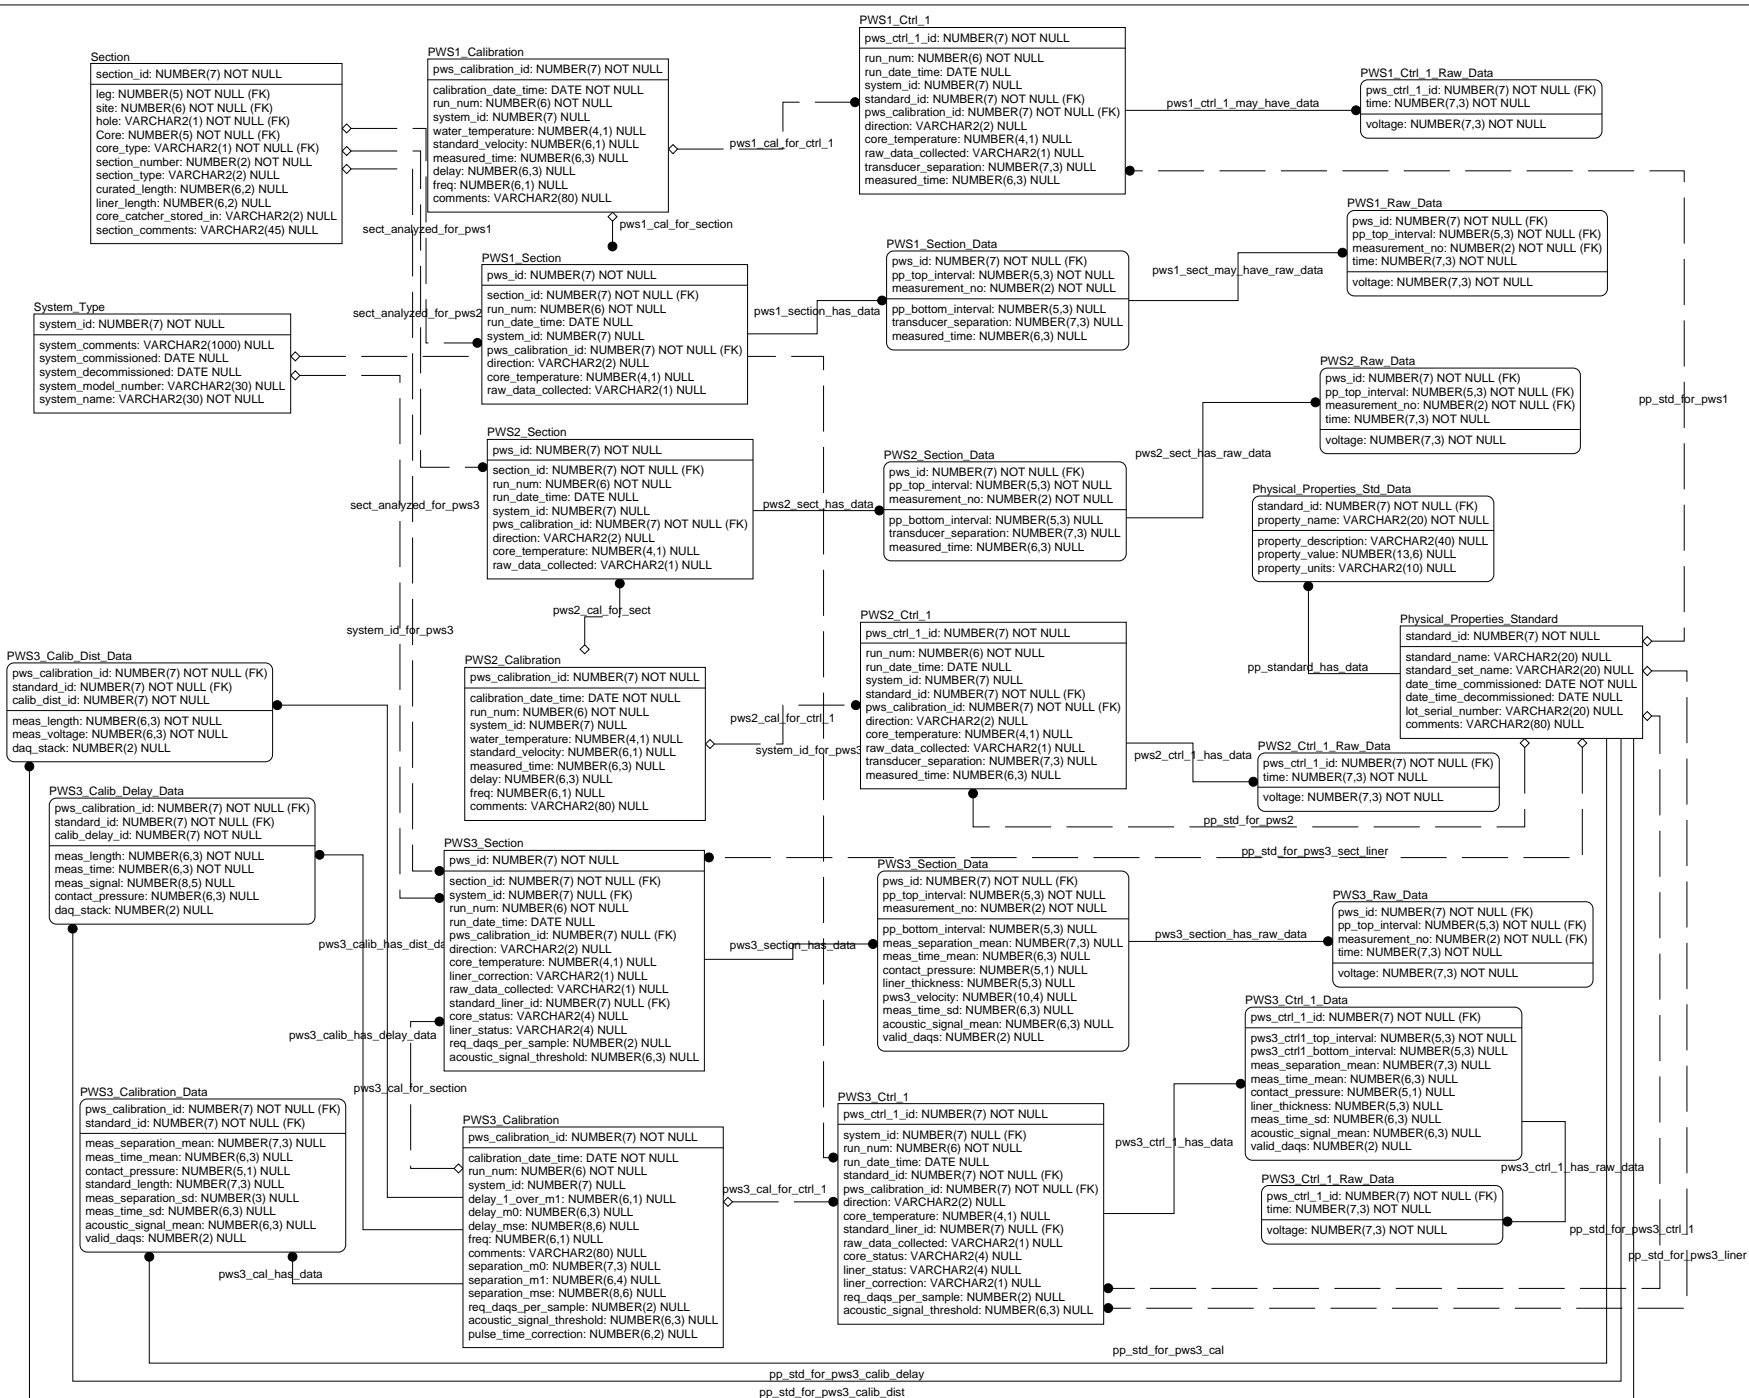 Section
section_id: NUMBER(7) NOT NULL
leg: NUMBER(5) NOT NULL (FK)
site: NUMBER(6) NOT NULL (FK)
hole: VARCHAR2(1) NOT NULL (FK)
Core: NUMBER(5) NOT NULL (FK)
core_type: VARCHAR2(1) NOT NULL (FK)
section_number: NUMBER(2) NOT NULL
section_type: VARCHAR2(2) NULL
curated_length: NUMBER(6,2) NULL
liner_length: NUMBER(6,2) NULL
core_catcher_stored_in: VARCHAR2(2) NULL
section_comments: VARCHAR2(45) NULL
PWS1_Calibration
pws_calibration_id: NUMBER(7) NOT NULL
calibration_date_time: DATE NOT NULL
run_num: NUMBER(6) NOT NULL
system_id: NUMBER(7) NULL
water_temperature: NUMBER(4,1) NULL
standard_velocity: NUMBER(6,1) NULL
measured_time: NUMBER(6,3) NULL
delay: NUMBER(6,3) NULL
freq: NUMBER(6,1) NULL
comments: VARCHAR2(80) NULL
PWS1_Ctrl_1
pws_ctrl_1_id: NUMBER(7) NOT NULL
run_num: NUMBER(6) NOT NULL
run_date_time: DATE NULL
system_id: NUMBER(7) NULL
standard_id: NUMBER(7) NOT NULL (FK)
pws_calibration_id: NUMBER(7) NOT NULL (FK)
direction: VARCHAR2(2) NULL
core_temperature: NUMBER(4,1) NULL
raw_data_collected: VARCHAR2(1) NULL
transducer_separation: NUMBER(7,3) NULL
measured_time: NUMBER(6,3) NULL
PWS1_Ctrl_1_Raw_Data
pws_ctrl_1_id: NUMBER(7) NOT NULL (FK)
time: NUMBER(7,3) NOT NULL
voltage: NUMBER(7,3) NOT NULL
pws1_ctrl_1_may_have_data
pws1_cal_for_ctrl_1
pws1_cal_for_section
sect_analyzed_for_pws1
PWS1_Section
pws_id: NUMBER(7) NOT NULL
section_id: NUMBER(7) NOT NULL (FK)
run_num: NUMBER(6) NOT NULL
run_date_time: DATE NULL
system_id: NUMBER(7) NULL
pws_calibration_id: NUMBER(7) NOT NULL (FK)
direction: VARCHAR2(2) NULL
core_temperature: NUMBER(4,1) NULL
raw_data_collected: VARCHAR2(1) NULL
PWS1_Section_Data
pws_id: NUMBER(7) NOT NULL (FK)
pp_top_interval: NUMBER(5,3) NOT NULL
measurement_no: NUMBER(2) NOT NULL
pp_bottom_interval: NUMBER(5,3) NULL
transducer_separation: NUMBER(7,3) NULL
measured_time: NUMBER(6,3) NULL
PWS1_Raw_Data
pws_id: NUMBER(7) NOT NULL (FK)
pp_top_interval: NUMBER(5,3) NOT NULL (FK)
measurement_no: NUMBER(2) NOT NULL (FK)
time: NUMBER(7,3) NOT NULL
voltage: NUMBER(7,3) NOT NULL
pws1_sect_may_have_raw_data
pws1_section_has_data
sect_analyzed_for_pws2
System_Type
system_id: NUMBER(7) NOT NULL
system_comments: VARCHAR2(1000) NULL
system_commissioned: DATE NULL
system_decommissioned: DATE NULL
system_model_number: VARCHAR2(30) NULL
system_name: VARCHAR2(30) NOT NULL
PWS2_Raw_Data
pws_id: NUMBER(7) NOT NULL (FK)
pp_top_interval: NUMBER(5,3) NOT NULL (FK)
measurement_no: NUMBER(2) NOT NULL (FK)
time: NUMBER(7,3) NOT NULL
voltage: NUMBER(7,3) NOT NULL
pp_std_for_pws1
PWS2_Section
pws_id: NUMBER(7) NOT NULL
section_id: NUMBER(7) NOT NULL (FK)
run_num: NUMBER(6) NOT NULL
run_date_time: DATE NULL
system_id: NUMBER(7) NULL
pws_calibration_id: NUMBER(7) NOT NULL (FK)
direction: VARCHAR2(2) NULL
core_temperature: NUMBER(4,1) NULL
raw_data_collected: VARCHAR2(1) NULL
PWS2_Section_Data
pws_id: NUMBER(7) NOT NULL (FK)
pp_top_interval: NUMBER(5,3) NOT NULL
measurement_no: NUMBER(2) NOT NULL
pp_bottom_interval: NUMBER(5,3) NULL
transducer_separation: NUMBER(7,3) NULL
measured_time: NUMBER(6,3) NULL
pws2_sect_has_raw_data
pws2_sect_has_data
sect_analyzed_for_pws3
Physical_Properties_Std_Data
standard_id: NUMBER(7) NOT NULL (FK)
property_name: VARCHAR2(20) NOT NULL
property_description: VARCHAR2(40) NULL
property_value: NUMBER(13,6) NULL
property_units: VARCHAR2(10) NULL
pws2_cal_for_sect
system_id_for_pws3
PWS2_Ctrl_1
pws_ctrl_1_id: NUMBER(7) NOT NULL
run_num: NUMBER(6) NOT NULL
run_date_time: DATE NULL
system_id: NUMBER(7) NULL
standard_id: NUMBER(7) NOT NULL (FK)
pws_calibration_id: NUMBER(7) NOT NULL (FK)
direction: VARCHAR2(2) NULL
core_temperature: NUMBER(4,1) NULL
raw_data_collected: VARCHAR2(1) NULL
transducer_separation: NUMBER(7,3) NULL
measured_time: NUMBER(6,3) NULL
Physical_Properties_Standard
standard_id: NUMBER(7) NOT NULL
standard_name: VARCHAR2(20) NULL
standard_set_name: VARCHAR2(20) NULL
date_time_commissioned: DATE NOT NULL
date_time_decommissioned: DATE NULL
lot_serial_number: VARCHAR2(20) NULL
comments: VARCHAR2(80) NULL
pp_standard_has_data
PWS3_Calib_Dist_Data
pws_calibration_id: NUMBER(7) NOT NULL (FK)
standard_id: NUMBER(7) NOT NULL (FK)
calib_dist_id: NUMBER(7) NOT NULL
meas_length: NUMBER(6,3) NOT NULL
meas_voltage: NUMBER(6,3) NOT NULL
daq_stack: NUMBER(2) NULL
PWS2_Calibration
pws_calibration_id: NUMBER(7) NOT NULL
calibration_date_time: DATE NOT NULL
run_num: NUMBER(6) NOT NULL
system_id: NUMBER(7) NULL
water_temperature: NUMBER(4,1) NULL
standard_velocity: NUMBER(6,1) NULL
measured_time: NUMBER(6,3) NULL
delay: NUMBER(6,3) NULL
freq: NUMBER(6,1) NULL
comments: VARCHAR2(80) NULL
pws2_cal_for_ctrl_1
system_id_for_pws3
pws2_ctrl_1_has_data
PWS2_Ctrl_1_Raw_Data
pws_ctrl_1_id: NUMBER(7) NOT NULL (FK)
time: NUMBER(7,3) NOT NULL
voltage: NUMBER(7,3) NOT NULL
pp_std_for_pws2
pp_std_for_pws3_sect_liner
PWS3_Calib_Delay_Data
pws_calibration_id: NUMBER(7) NOT NULL (FK)
standard_id: NUMBER(7) NOT NULL (FK)
calib_delay_id: NUMBER(7) NOT NULL
meas_length: NUMBER(6,3) NOT NULL
meas_time: NUMBER(6,3) NOT NULL
meas_signal: NUMBER(8,5) NULL
contact_pressure: NUMBER(6,3) NULL
daq_stack: NUMBER(2) NULL
PWS3_Section
pws_id: NUMBER(7) NOT NULL
section_id: NUMBER(7) NOT NULL (FK)
system_id: NUMBER(7) NULL (FK)
run_num: NUMBER(6) NOT NULL
run_date_time: DATE NULL
pws_calibration_id: NUMBER(7) NULL (FK)
direction: VARCHAR2(2) NULL
core_temperature: NUMBER(4,1) NULL
liner_correction: VARCHAR2(1) NULL
raw_data_collected: VARCHAR2(1) NULL
standard_liner_id: NUMBER(7) NULL (FK)
core_status: VARCHAR2(4) NULL
liner_status: VARCHAR2(4) NULL
req_daqs_per_sample: NUMBER(2) NULL
acoustic_signal_threshold: NUMBER(6,3) NULL
PWS3_Section_Data
pws_id: NUMBER(7) NOT NULL (FK)
pp_top_interval: NUMBER(5,3) NOT NULL
measurement_no: NUMBER(2) NOT NULL
pp_bottom_interval: NUMBER(5,3) NULL
meas_separation_mean: NUMBER(7,3) NULL
meas_time_mean: NUMBER(6,3) NULL
contact_pressure: NUMBER(5,1) NULL
liner_thickness: NUMBER(5,3) NULL
pws3_velocity: NUMBER(10,4) NULL
meas_time_sd: NUMBER(6,3) NULL
acoustic_signal_mean: NUMBER(6,3) NULL
valid_daqs: NUMBER(2) NULL
PWS3_Raw_Data
pws_id: NUMBER(7) NOT NULL (FK)
pp_top_interval: NUMBER(5,3) NOT NULL (FK)
measurement_no: NUMBER(2) NOT NULL (FK)
time: NUMBER(7,3) NOT NULL
voltage: NUMBER(7,3) NOT NULL
pws3_section_has_raw_data
pws3_section_has_data
pws3_calib_has_dist_da
pws3_calib_has_delay_data
pws3_cal_for_section
PWS3_Ctrl_1_Data
pws_ctrl_1_id: NUMBER(7) NOT NULL (FK)
pws3_ctrl1_top_interval: NUMBER(5,3) NOT NULL
pws3_ctrl1_bottom_interval: NUMBER(5,3) NULL
meas_separation_mean: NUMBER(7,3) NULL
meas_time_mean: NUMBER(6,3) NULL
contact_pressure: NUMBER(5,1) NULL
liner_thickness: NUMBER(5,3) NULL
meas_time_sd: NUMBER(6,3) NULL
acoustic_signal_mean: NUMBER(6,3) NULL
valid_daqs: NUMBER(2) NULL
PWS3_Calibration_Data
pws_calibration_id: NUMBER(7) NOT NULL (FK)
standard_id: NUMBER(7) NOT NULL (FK)
meas_separation_mean: NUMBER(7,3) NULL
meas_time_mean: NUMBER(6,3) NULL
contact_pressure: NUMBER(5,1) NULL
standard_length: NUMBER(7,3) NULL
meas_separation_sd: NUMBER(3) NULL
meas_time_sd: NUMBER(6,3) NULL
acoustic_signal_mean: NUMBER(6,3) NULL
valid_daqs: NUMBER(2) NULL
PWS3_Calibration
pws_calibration_id: NUMBER(7) NOT NULL
calibration_date_time: DATE NOT NULL
run_num: NUMBER(6) NOT NULL
system_id: NUMBER(7) NULL
delay_1_over_m1: NUMBER(6,1) NULL
delay_m0: NUMBER(6,3) NULL
delay_mse: NUMBER(8,6) NULL
freq: NUMBER(6,1) NULL
comments: VARCHAR2(80) NULL
separation_m0: NUMBER(7,3) NULL
separation_m1: NUMBER(6,4) NULL
separation_mse: NUMBER(8,6) NULL
req_daqs_per_sample: NUMBER(2) NULL
acoustic_signal_threshold: NUMBER(6,3) NULL
pulse_time_correction: NUMBER(6,2) NULL
PWS3_Ctrl_1
pws_ctrl_1_id: NUMBER(7) NOT NULL
system_id: NUMBER(7) NULL (FK)
run_num: NUMBER(6) NOT NULL
run_date_time: DATE NULL
standard_id: NUMBER(7) NOT NULL (FK)
pws_calibration_id: NUMBER(7) NOT NULL (FK)
direction: VARCHAR2(2) NULL
core_temperature: NUMBER(4,1) NULL
standard_liner_id: NUMBER(7) NULL (FK)
raw_data_collected: VARCHAR2(1) NULL
core_status: VARCHAR2(4) NULL
liner_status: VARCHAR2(4) NULL
liner_correction: VARCHAR2(1) NULL
req_daqs_per_sample: NUMBER(2) NULL
acoustic_signal_threshold: NUMBER(6,3) NULL
pws3_ctrl_1_has_data
pws3_cal_for_ctrl_1
pws3_ctrl_1_has_raw_data
PWS3_Ctrl_1_Raw_Data
pws_ctrl_1_id: NUMBER(7) NOT NULL (FK)
time: NUMBER(7,3) NOT NULL
voltage: NUMBER(7,3) NOT NULL
pp_std_for_pws3_ctrl_1
pp_std_for_pws3_liner
pws3_cal_has_data
pp_std_for_pws3_cal
pp_std_for_pws3_calib_delay
pp_std_for_pws3_calib_dist